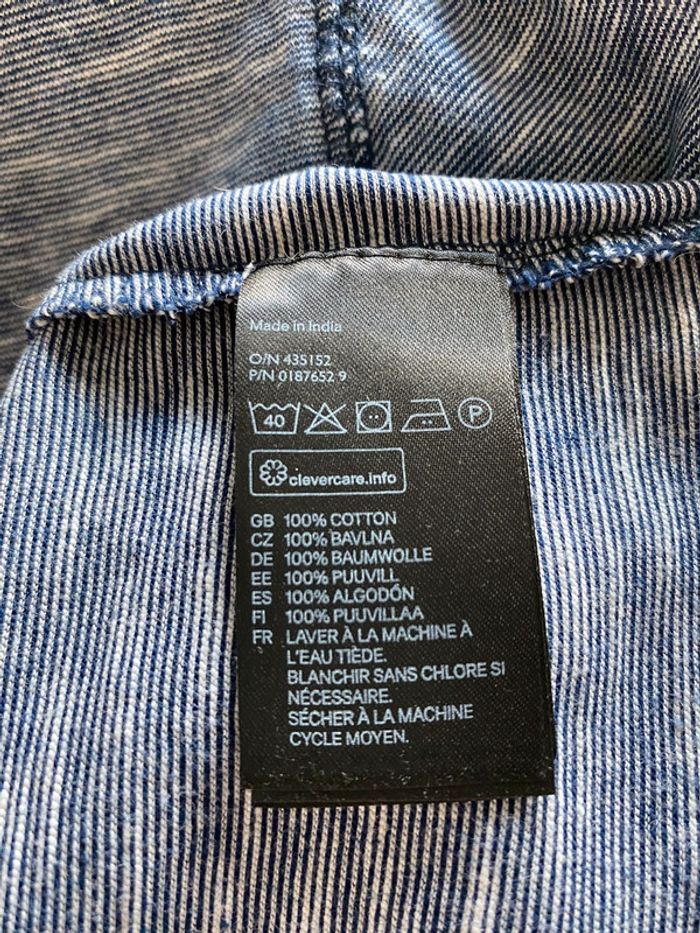 Made in India
O/N 435152
P/N 0187652 9
40 P
clevercare.info
GB 100% COTTON
CZ 100% BAVLNA
DE 100% BAUMWOLLE
EE 100% PUUVILL
ES 100% ALGODÓN
FI 100% PUUVILLAA
FR LAVER À LA MACHINE À
L'EAU TIÈDE.
BLANCHIR SANS CHLORE SI
NÉCESSAIRE.
SÉCHER À LA MACHINE
CYCLE MOYEN.